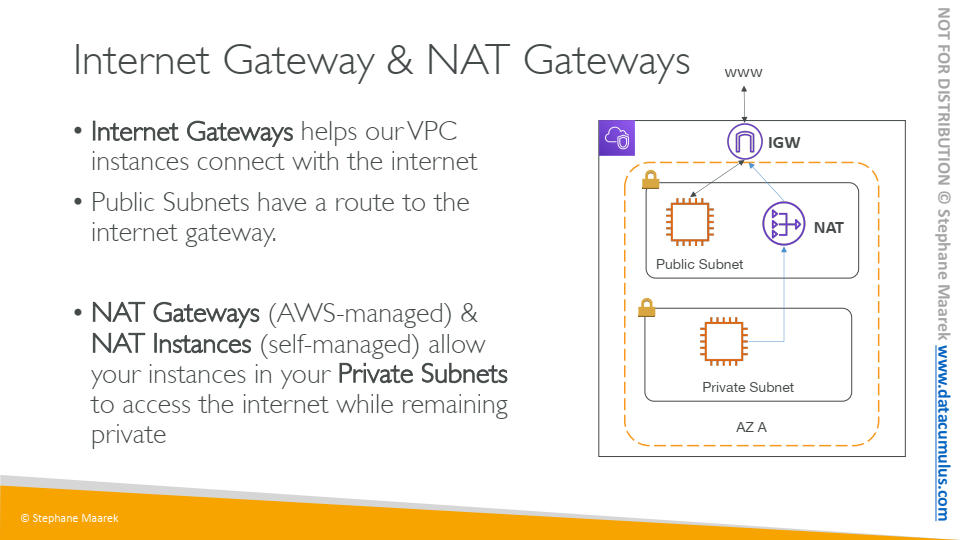 Internet Gateway & NAT Gateways
• Internet Gateways helps our VPC
instances connect with the internet
• Public Subnets have a route to the
internet gateway.
• NAT Gateways (AWS-managed) &
NAT Instances (self-managed) allow
your instances in your Private Subnets
to access the internet while remaining
private
www
IGW
NAT
Public Subnet
Private Subnet
AZ A
© Stephane Maarek
NOT FOR DISTRIBUTION © Stephane Maarek www.datacumulus.com